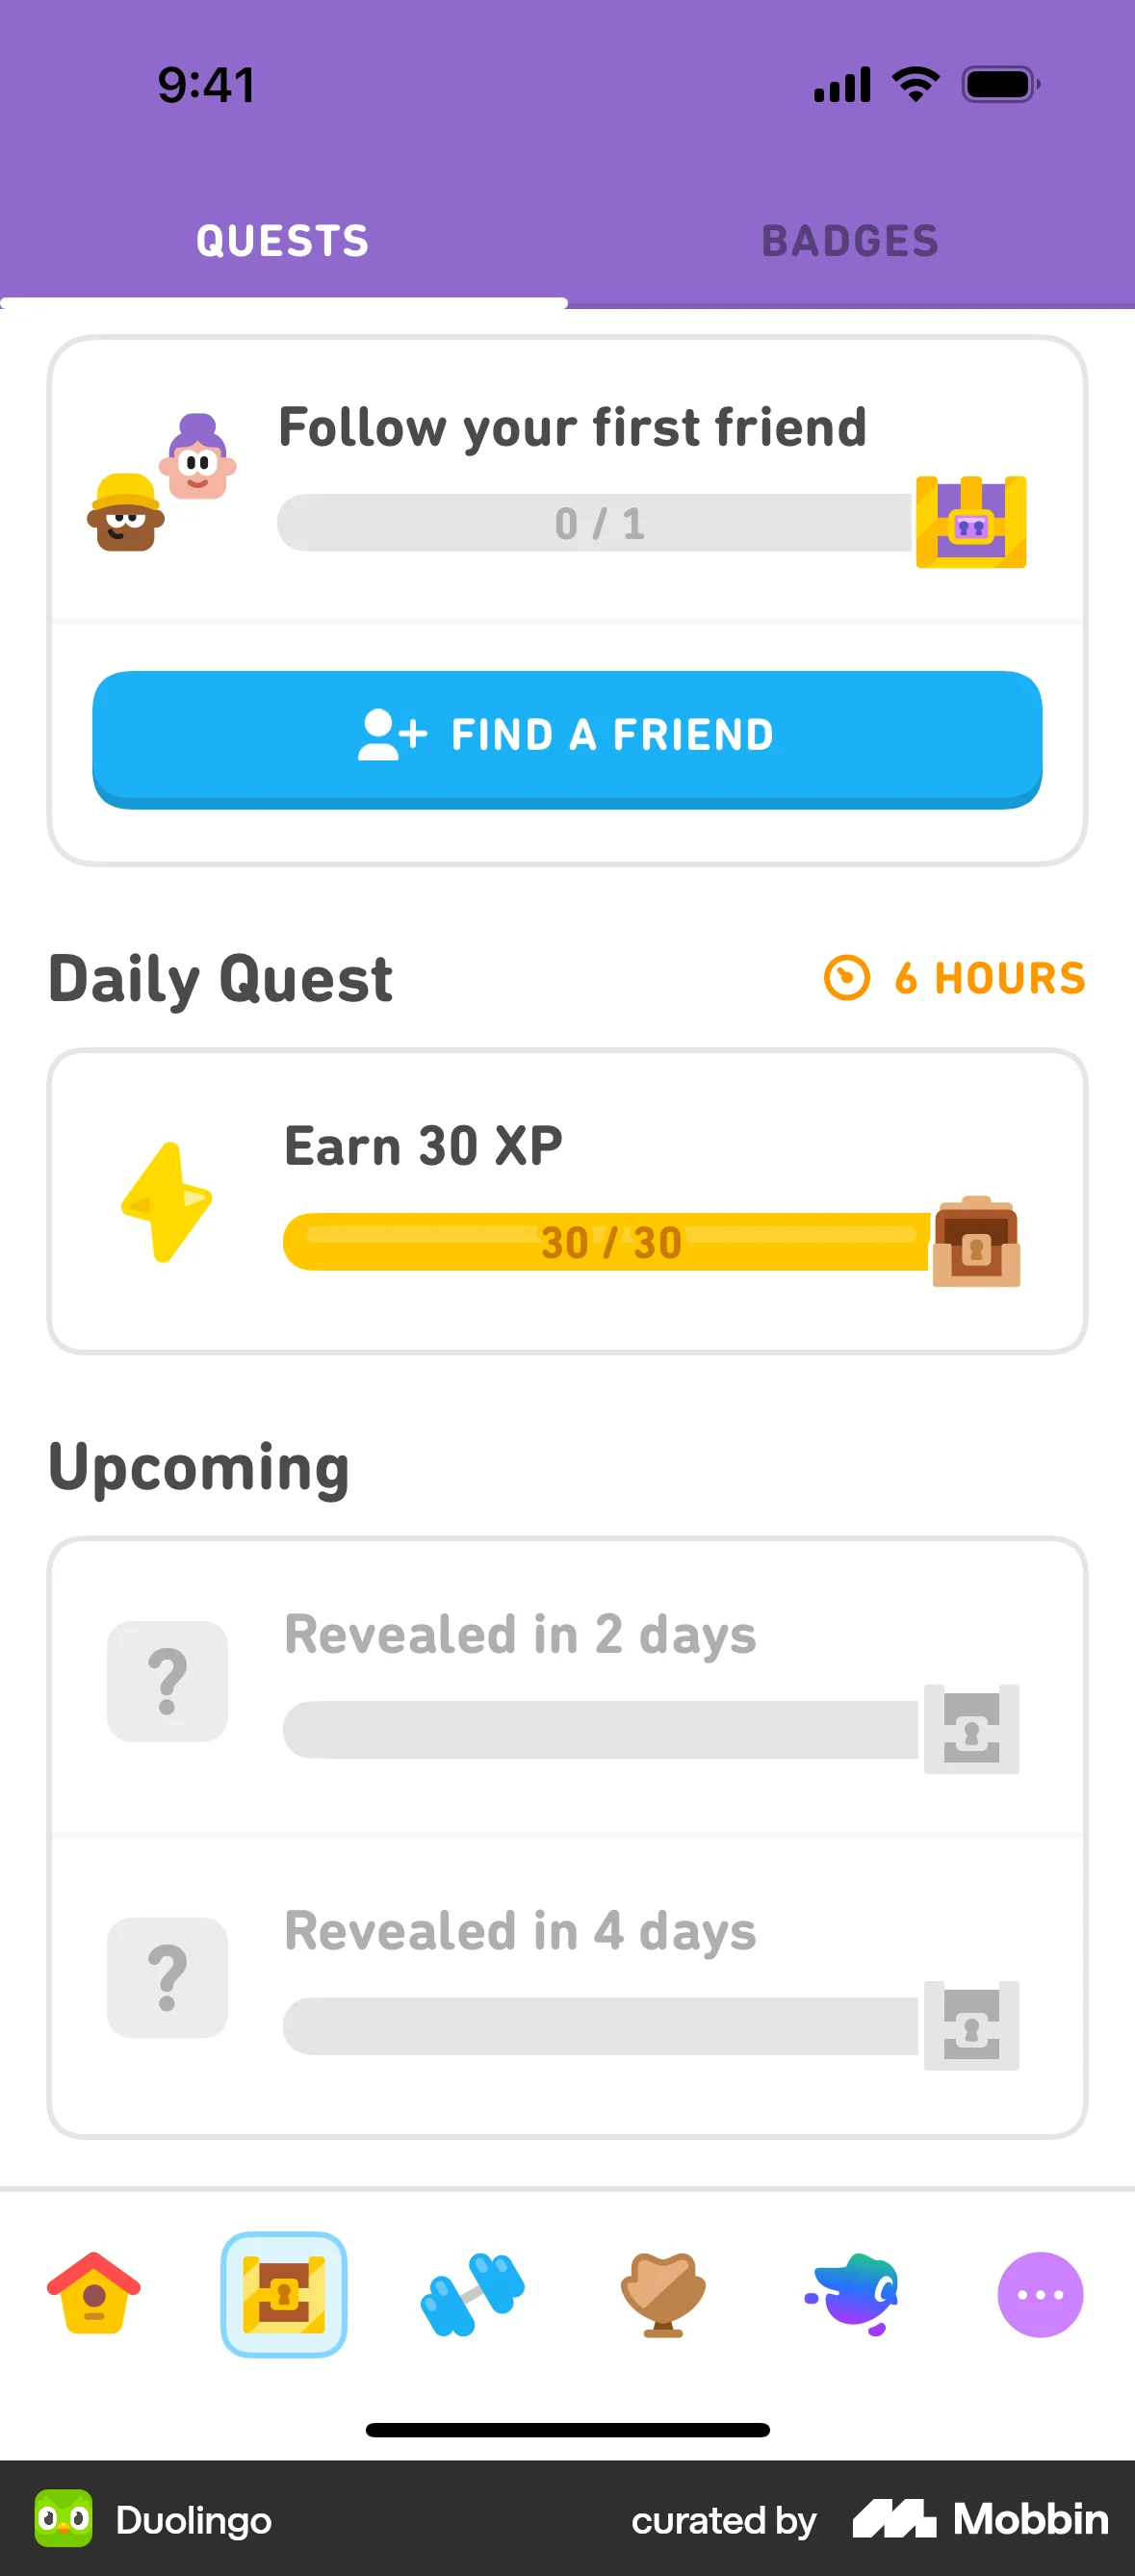 9:41
QUESTS
BADGES
Follow your first friend
0 / 1
FIND A FRIEND
Daily Quest
6 HOURS
Earn 30 XP
30 / 30
Upcoming
?
Revealed in 2 days
?
Revealed in 4 days
Duolingo
curated by
Mobbin